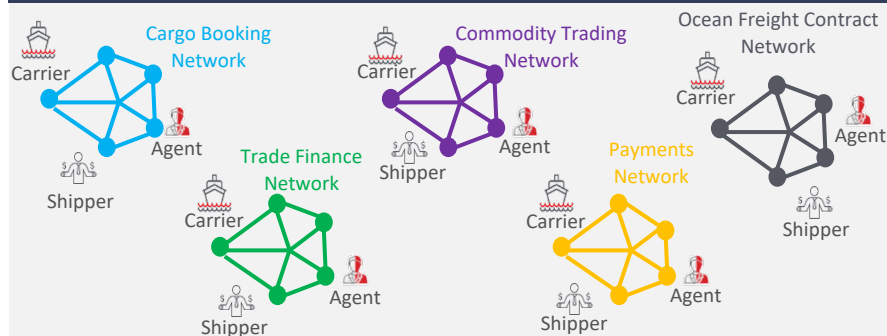 Cargo Booking
Network
Carrier
Agent
Shipper
Trade Finance
Network
Carrier
Agent
Shipper
Commodity Trading
Network
Carrier
Agent
Shipper
Payments
Network
Carrier
Agent
Shipper
Ocean Freight Contract
Network
Carrier
Agent
Shipper